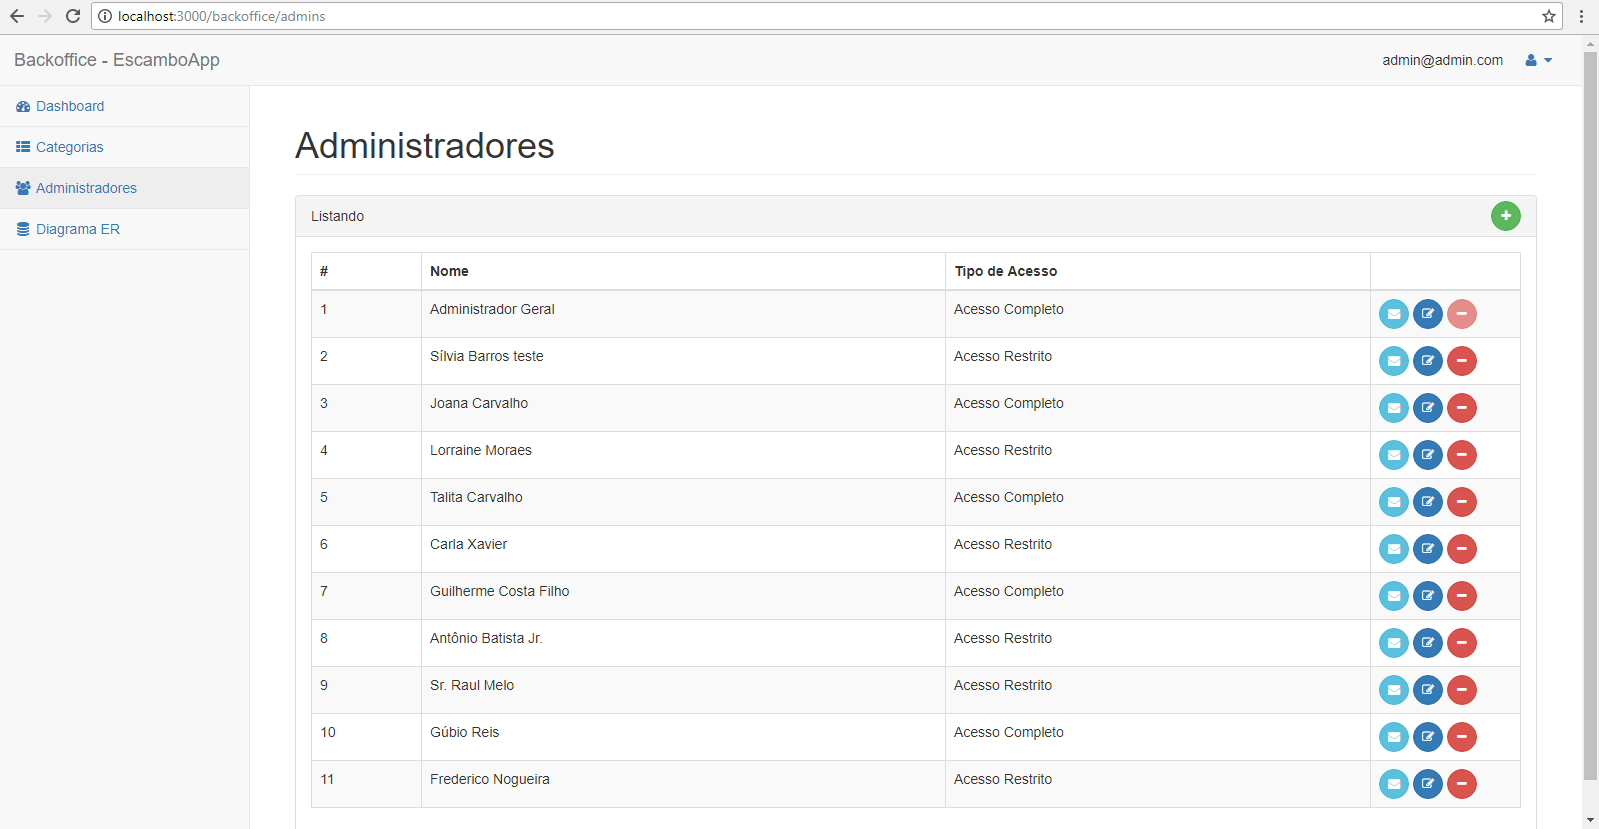 localhost:3000/backoffice/admins
Backoffice - EscamboApp
admin@admin.com
Dashboard
Categorias
Administradores
Diagrama ER
Administradores
Listando
# Nome Tipo de Acesso
1 Administrador Geral Acesso Completo
2 Sílvia Barros teste Acesso Restrito
3 Joana Carvalho Acesso Completo
4 Lorraine Moraes Acesso Restrito
5 Talita Carvalho Acesso Completo
6 Carla Xavier Acesso Restrito
7 Guilherme Costa Filho Acesso Completo
8 Antônio Batista Jr. Acesso Restrito
9 Sr. Raul Melo Acesso Restrito
10 Gúbio Reis Acesso Completo
11 Frederico Nogueira Acesso Restrito